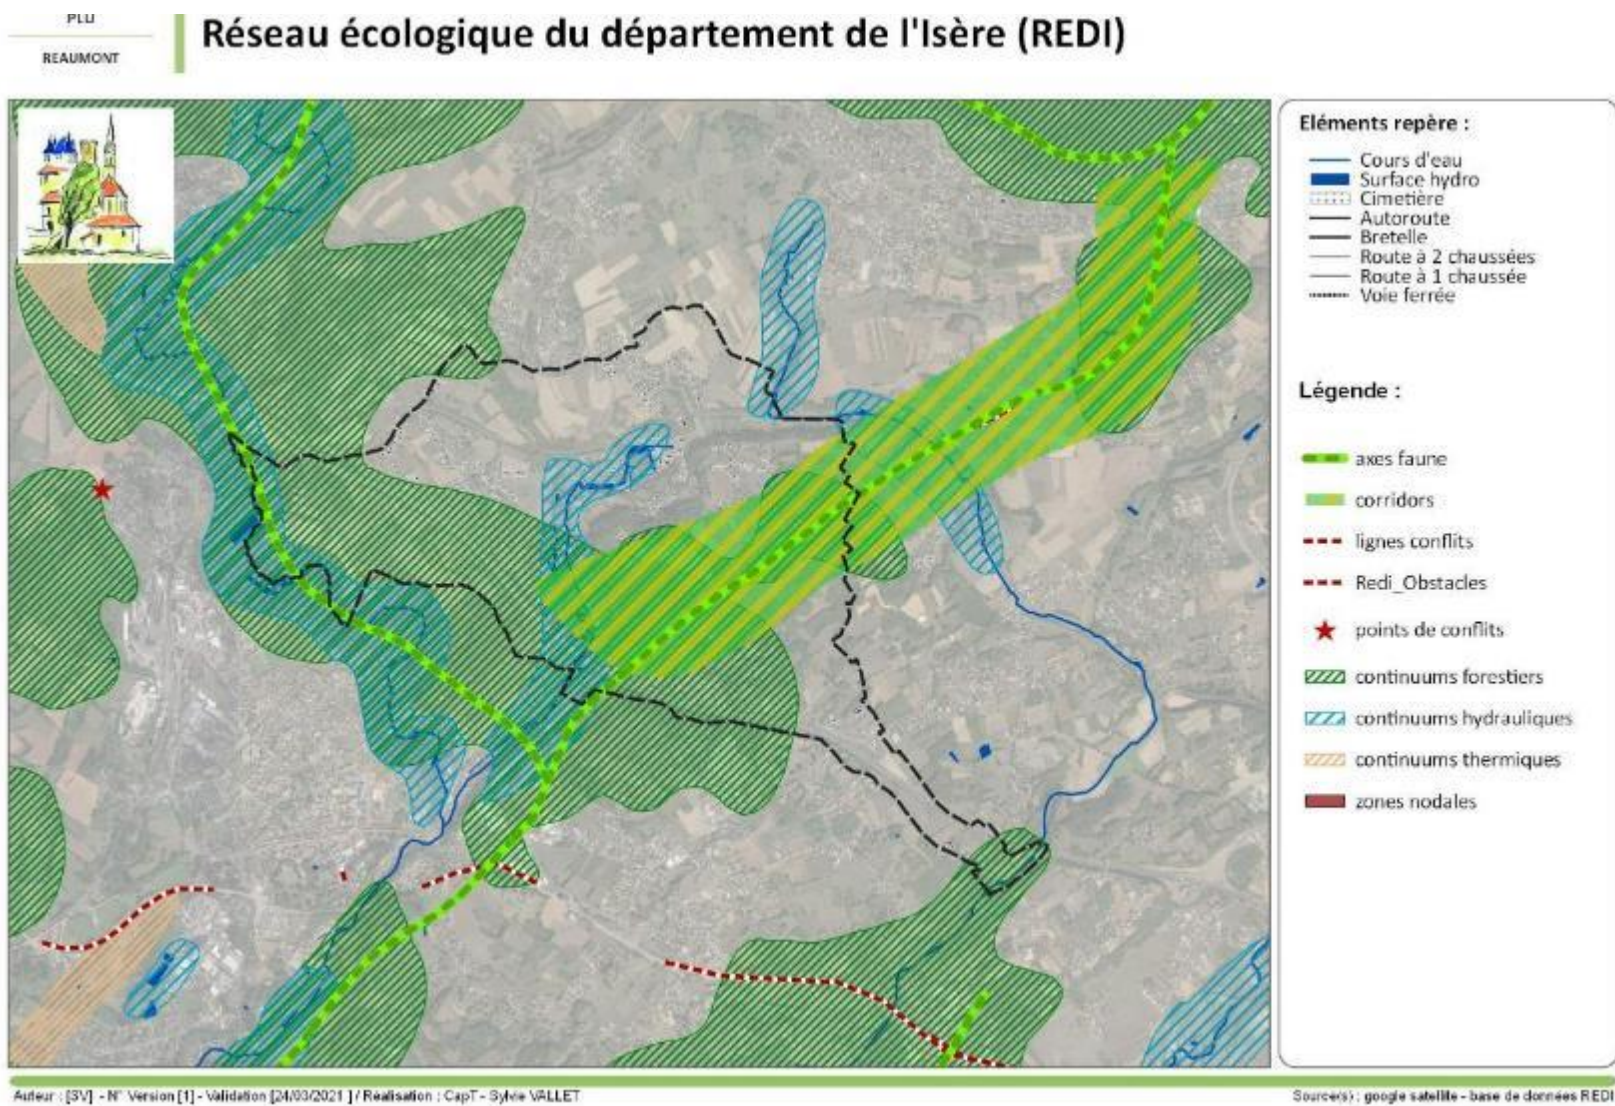 PLU
REAUMONT
Réseau écologique du département de l'Isère (REDI)
Eléments repère :
Cours d'eau
Surface hydro
Cimetière
Autoroute
Bretelle
Route à 2 chaussées
Route à 1 chaussée
Voie ferrée
Légende :
axes faune
corridors
lignes conflits
Redi_Obstacles
points de conflits
continuums forestiers
continuums hydrauliques
continuums thermiques
zones nodales
Auteur : [SV] - N° Version [1] - Validation [24/03/2021 ] / Réalisation : CapT - Sylvie VALLET
Source(s) : google satellite - base de données REDI